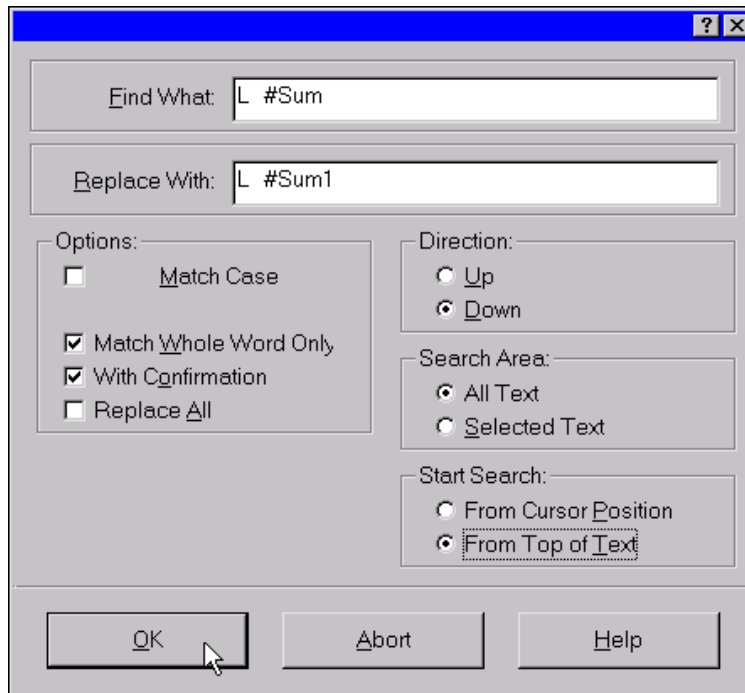 ?
Find What: L  #Sum
Replace With: L  #Sum1
Options:
Match Case
Match Whole Word Only
With Confirmation
Replace All
Direction:
Up
Down
Search Area:
All Text
Selected Text
Start Search:
From Cursor Position
From Top of Text
OK Abort Help